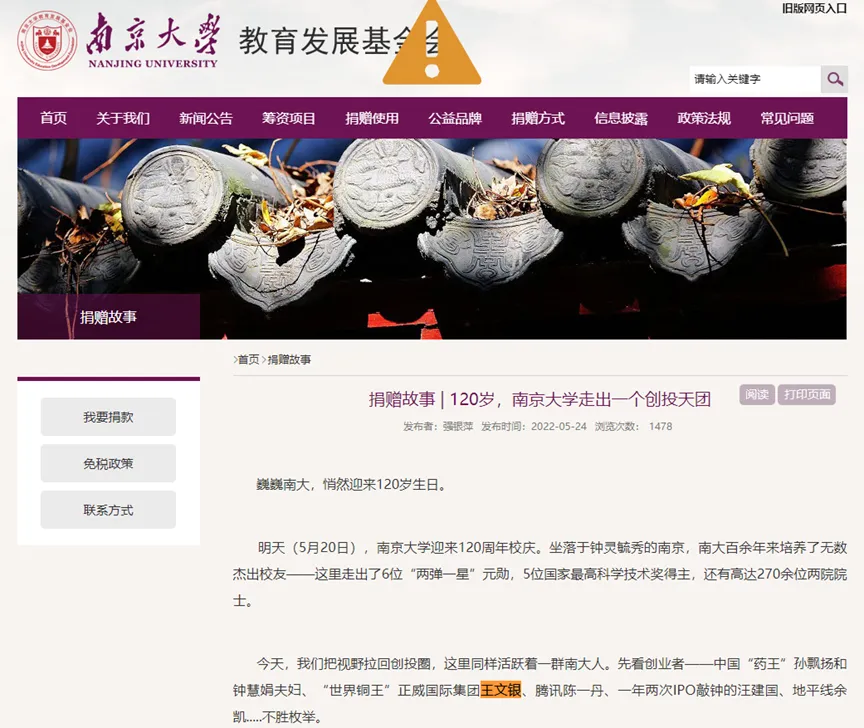 旧版网页入口
南京大学
NANJING UNIVERSITY
教育发展基金会
请输入关键字
首页 关于我们 新闻公告 筹资项目 捐赠使用 公益品牌 捐赠方式 信息披露 政策法规 常见问题
捐赠故事
>首页 >捐赠故事
我要捐款
免税政策
联系方式
捐赠故事 | 120岁，南京大学走出一个创投天团
阅读 打印页面
发布者：强银萍 发布时间：2022-05-24 浏览次数： 1478
巍巍南大，悄然迎来120岁生日。
明天（5月20日），南京大学迎来120周年校庆。坐落于钟灵毓秀的南京，南大百余年来培养了无数
杰出校友——这里走出了6位“两弹一星”元勋，5位国家最高科学技术奖得主，还有高达270余位两院院
士。
今天，我们把视野拉回创投圈，这里同样活跃着一群南大人。先看创业者——中国“药王”孙飘扬和
钟慧娟夫妇、“世界铜王”正威国际集团王文银、腾讯陈一丹、一年两次IPO敲钟的汪建国、地平线余
凯.....不胜枚举。